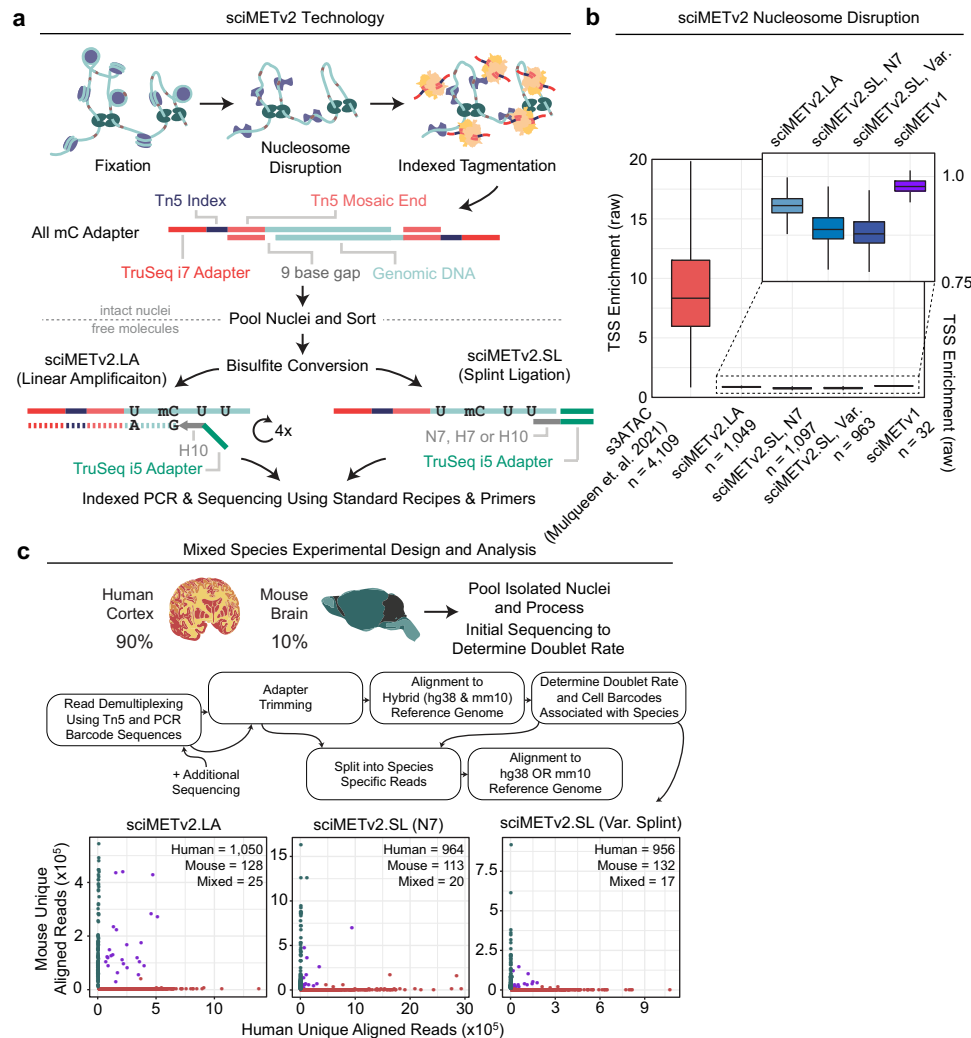 a
sciMETv2 Technology
Fixation
Nucleosome
Disruption
Indexed Tagmentation
Tn5 Index
Tn5 Mosaic End
All mC Adapter
TruSeq i7 Adapter
9 base gap
Genomic DNA
intact nuclei
free molecules
Pool Nuclei and Sort
Bisulfite Conversion
sciMETv2.LA
(Linear Amplificaiton)
sciMETv2.SL
(Splint Ligation)
U mC U U
A G
H10
4x
TruSeq i5 Adapter
U mC U U
N7, H7 or H10
TruSeq i5 Adapter
Indexed PCR & Sequencing Using Standard Recipes & Primers
b
sciMETv2 Nucleosome Disruption
sciMETv2.LA
sciMETv2.SL, N7
sciMETv2.SL, Var.
sciMETv1
TSS Enrichment (raw)
20
15
10
5
0
1.0
0.75
TSS Enrichment (raw)
s3ATAC
(Mulqueen et. al. 2021)
n = 4,109
sciMETv2.LA
n = 1,049
sciMETv2.SL, N7
n = 1,097
sciMETv2.SL, Var.
n = 963
sciMETv1
n = 32
c
Mixed Species Experimental Design and Analysis
Human
Cortex
90%
Mouse
Brain
10%
Pool Isolated Nuclei
and Process
Initial Sequencing to
Determine Doublet Rate
Read Demultiplexing
Using Tn5 and PCR
Barcode Sequences
Adapter
Trimming
Alignment to
Hybrid (hg38 & mm10)
Reference Genome
Determine Doublet Rate
and Cell Barcodes
Associated with Species
+ Additional
Sequencing
Split into Species
Specific Reads
Alignment to
hg38 OR mm10
Reference Genome
sciMETv2.LA
Human = 1,050
Mouse = 128
Mixed = 25
4
2
0
0
5
10
sciMETv2.SL (N7)
Human = 964
Mouse = 113
Mixed = 20
15
10
5
0
0
10
20
30
sciMETv2.SL (Var. Splint)
Human = 956
Mouse = 132
Mixed = 17
7.5
5.0
2.5
0
0
3
6
9
Mouse Unique
Aligned Reads (x10⁵)
Human Unique Aligned Reads (x10⁵)